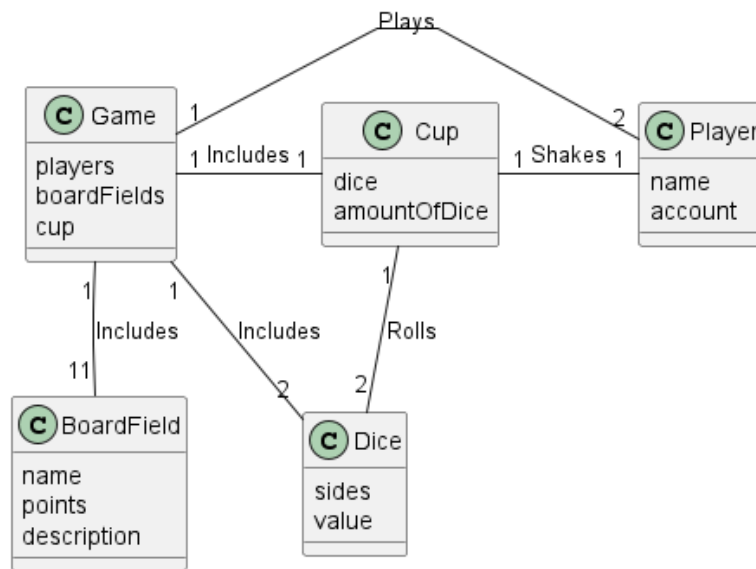 Plays
C Game
players
boardFields
cup
1
1 Includes 1
C Cup
dice
amountOfDice
1 Shakes 1
2
C Player
name
account
1
Includes
11
1
Includes
2
1
Rolls
2
C BoardField
name
points
description
C Dice
sides
value